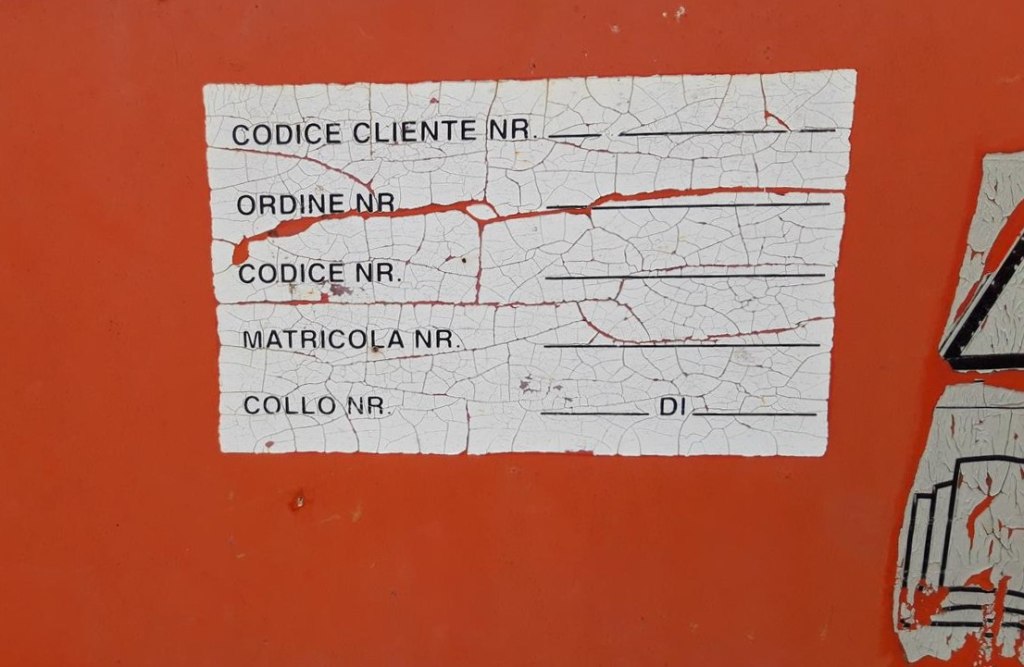 CODICE CLIENTE NR.
ORDINE NR
CODICE NR.
MATRICOLA NR.
COLLO NR. DI